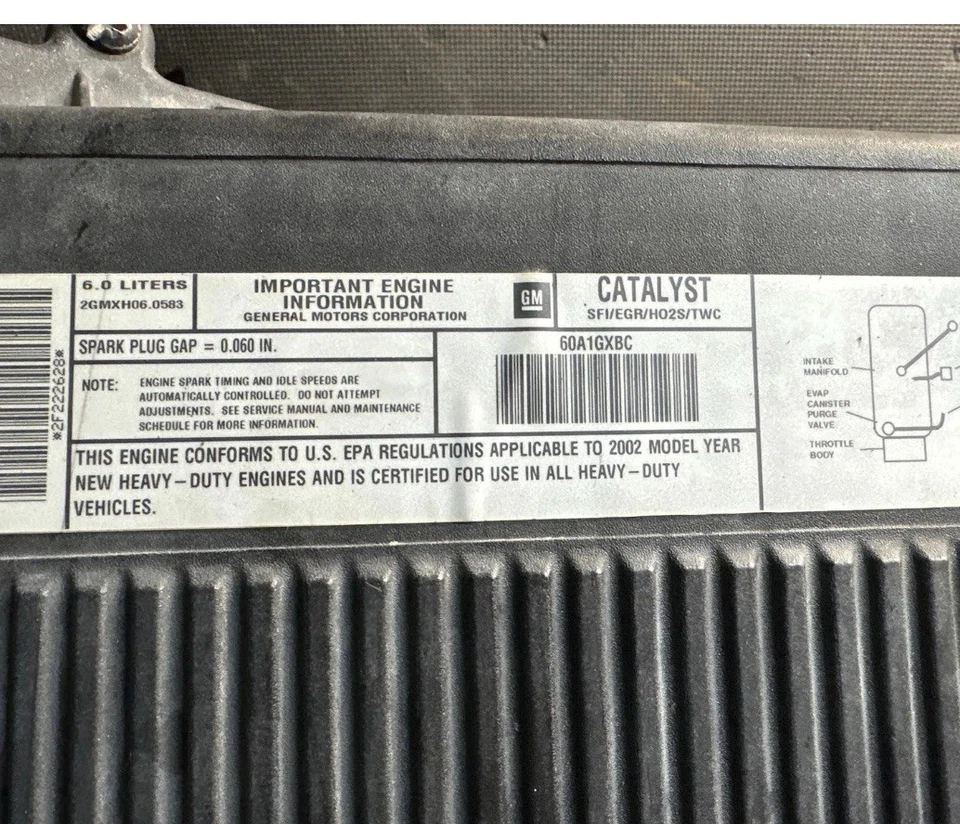 *2F222628*
6.0 LITERS
2GMXH06.0583
IMPORTANT ENGINE
INFORMATION
GENERAL MOTORS CORPORATION
GM
CATALYST
SFI/EGR/HO2S/TWC
SPARK PLUG GAP = 0.060 IN.
60A1GXBC
NOTE: ENGINE SPARK TIMING AND IDLE SPEEDS ARE
AUTOMATICALLY CONTROLLED. DO NOT ATTEMPT
ADJUSTMENTS. SEE SERVICE MANUAL AND MAINTENANCE
SCHEDULE FOR MORE INFORMATION.
THIS ENGINE CONFORMS TO U.S. EPA REGULATIONS APPLICABLE TO 2002 MODEL YEAR
NEW HEAVY-DUTY ENGINES AND IS CERTIFIED FOR USE IN ALL HEAVY-DUTY
VEHICLES.
INTAKE
MANIFOLD
EVAP
CANISTER
PURGE
VALVE
THROTTLE
BODY